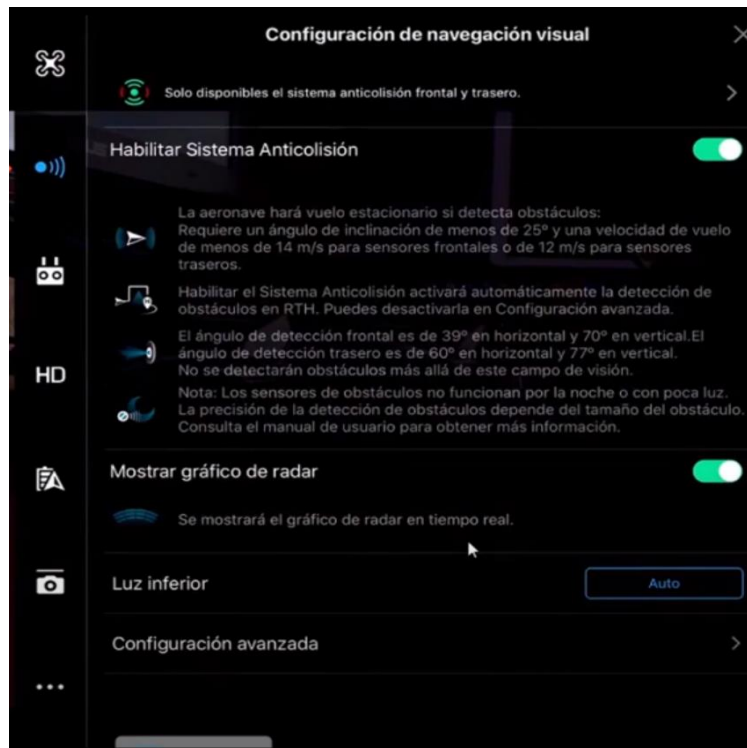 Configuración de navegación visual
Solo disponibles el sistema anticolisión frontal y trasero.
Habilitar Sistema Anticolisión
La aeronave hará vuelo estacionario si detecta obstáculos:
Requiere un ángulo de inclinación de menos de 25º y una velocidad de vuelo
de menos de 14 m/s para sensores frontales o de 12 m/s para sensores
traseros.
Habilitar el Sistema Anticolisión activará automáticamente la detección de
obstáculos en RTH. Puedes desactivarla en Configuración avanzada.
El ángulo de detección frontal es de 39º en horizontal y 70º en vertical.El
ángulo de detección trasero es de 60º en horizontal y 77º en vertical.
No se detectarán obstáculos más allá de este campo de visión.
Nota: Los sensores de obstáculos no funcionan por la noche o con poca luz.
La precisión de la detección de obstáculos depende del tamaño del obstáculo.
Consulta el manual de usuario para obtener más información.
HD
Mostrar gráfico de radar
Se mostrará el gráfico de radar en tiempo real.
Luz inferior
Auto
Configuración avanzada